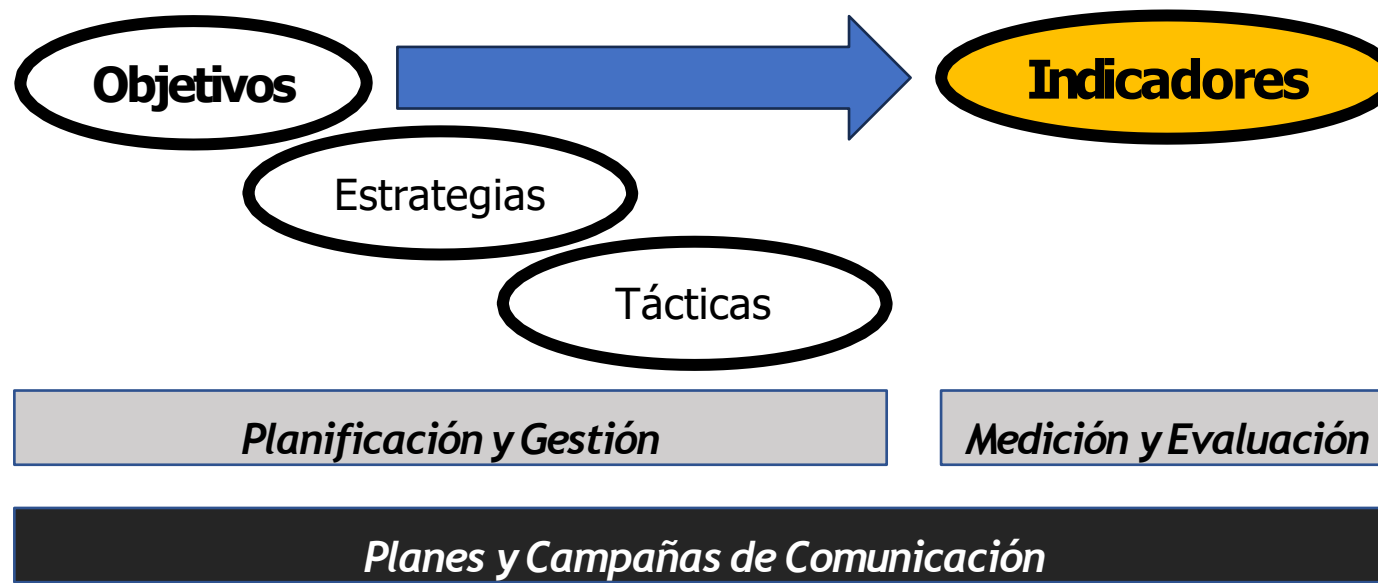 Objetivos
Indicadores
Estrategias
Tácticas
Planificación y Gestión
Medición y Evaluación
Planes y Campañas de Comunicación